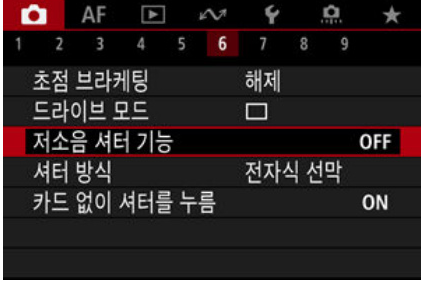 AF
1 2 3 4 5 6 7 8 9
초점 브라케팅 해제
드라이브 모드
저소음 셔터 기능 OFF
셔터 방식 전자식 선막
카드 없이 셔터를 누름 ON